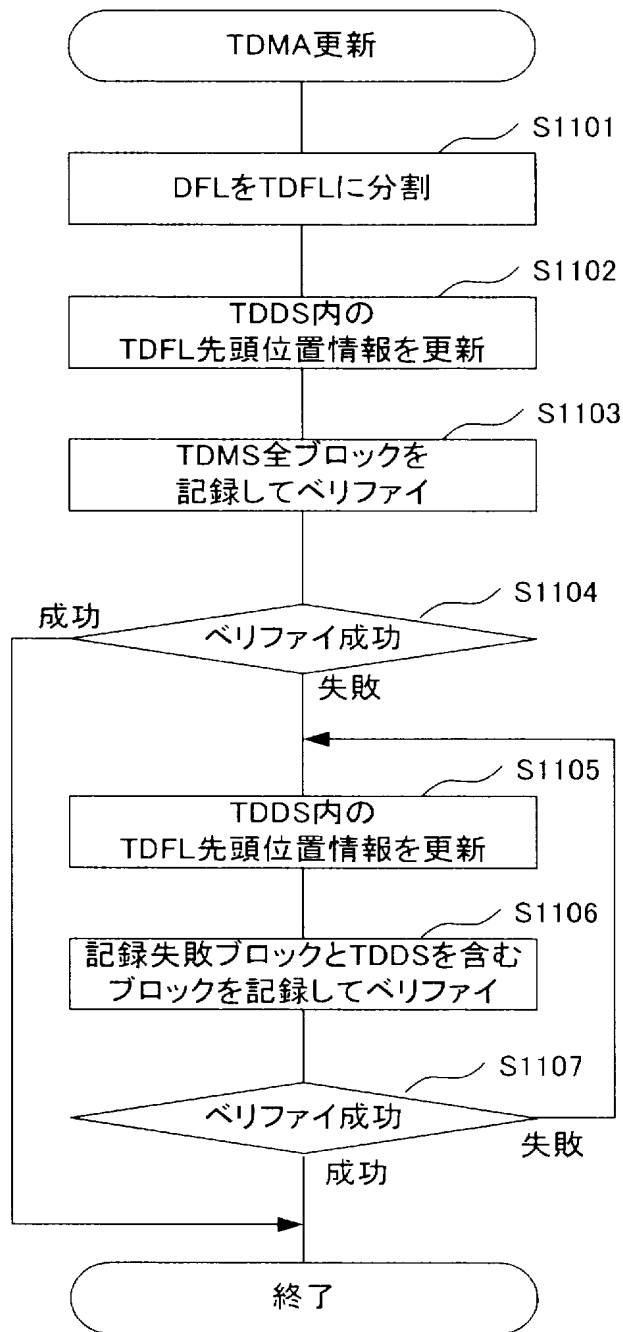 TDMA更新
S1101
DFLをTDFLに分割
S1102
TDDS内の
TDFL先頭位置情報を更新
S1103
TDMS全ブロックを
記録してベリファイ
S1104
成功
ベリファイ成功
失敗
S1105
TDDS内の
TDFL先頭位置情報を更新
S1106
記録失敗ブロックとTDDSを含む
ブロックを記録してベリファイ
S1107
ベリファイ成功
失敗
成功
終了